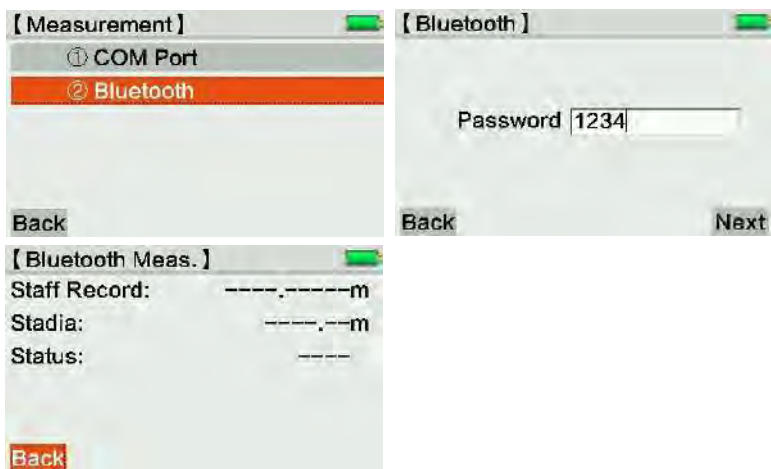 【Measurement】
① COM Port
② Bluetooth
Back
【Bluetooth】
Password 1234
Back Next
【Bluetooth Meas.】
Staff Record: ----.-----m
Stadia: ----.--m
Status: ----
Back